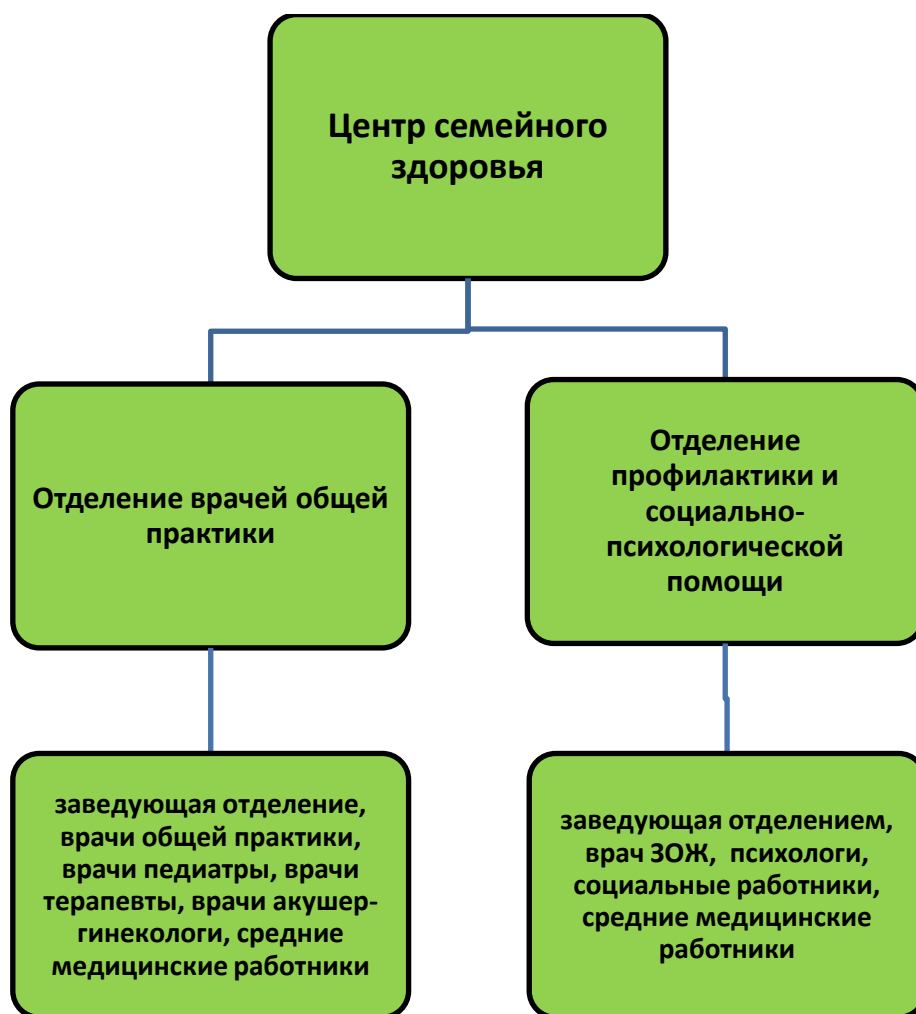 Центр семейного
здоровья
Отделение врачей общей
практики
Отделение
профилактики и
социально-
психологической
помощи
заведующая отделение,
врачи общей практики,
врачи педиатры, врачи
терапевты, врачи акушер-
гинекологи, средние
медицинские работники
заведующая отделением,
врач ЗОЖ, психологи,
социальные работники,
средние медицинские
работники